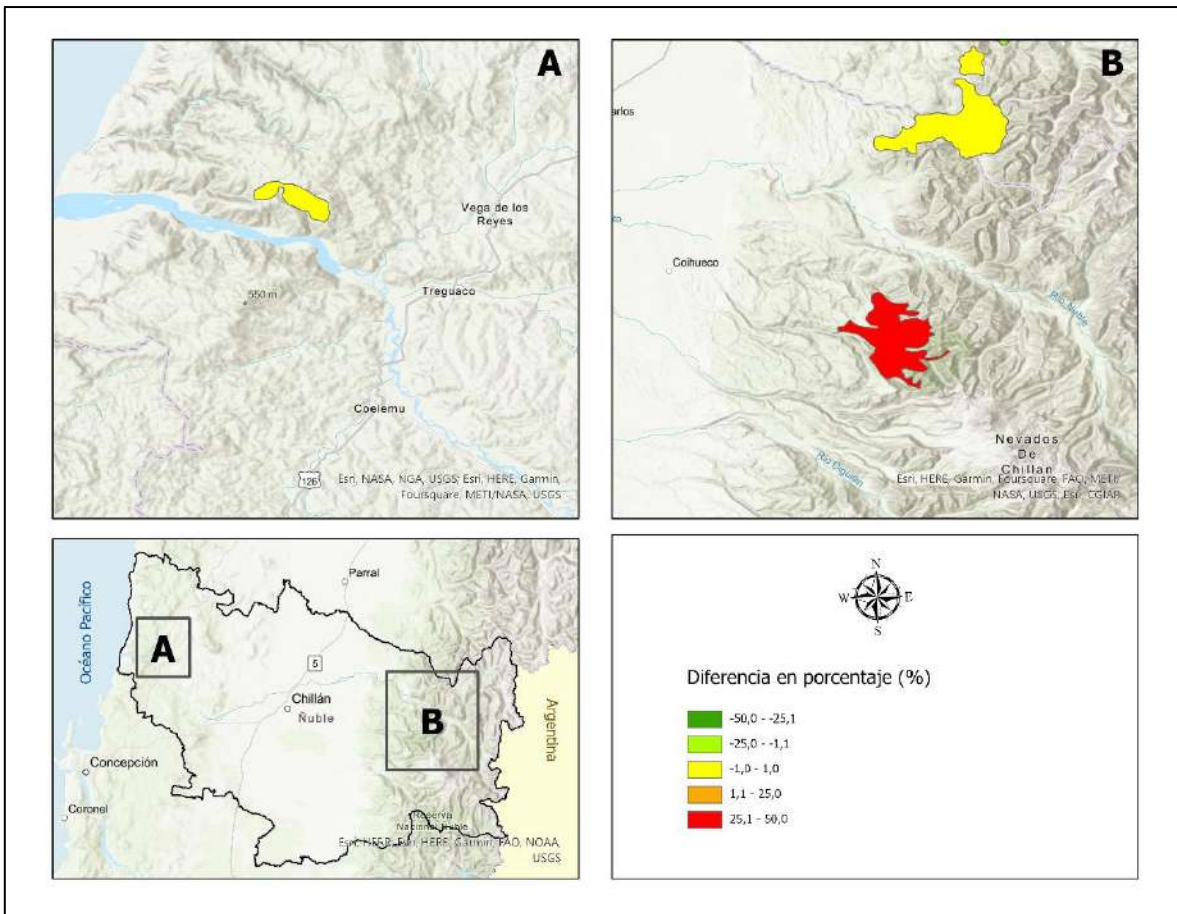 A
Vega de los
Reyes
Treguaco
550 m
Coelemu
126
Esri, NASA, NGA, USGS, Esri, HERE, Garmin,
Foursquare, METI/NASA, USGS
B
arlos
Coihueco
Río Ñuble
Nevados
De
Chillan
Río Diguillín
Esri, HERE, Garmin, Foursquare, FAO, METI/
NASA, USGS, Esri, CGIAR
Océano Pacífico
Parral
A
5
Chillán
Ñuble
B
Argentina
Concepción
Coronel
Reserva
Nacional Ñuble
Esri, HERE, Esri, HERE, Garmin, FAO, NOAA,
USGS
N
W E
S
Diferencia en porcentaje (%)
-50,0 - -25,1
-25,0 - -1,1
-1,0 - 1,0
1,1 - 25,0
25,1 - 50,0